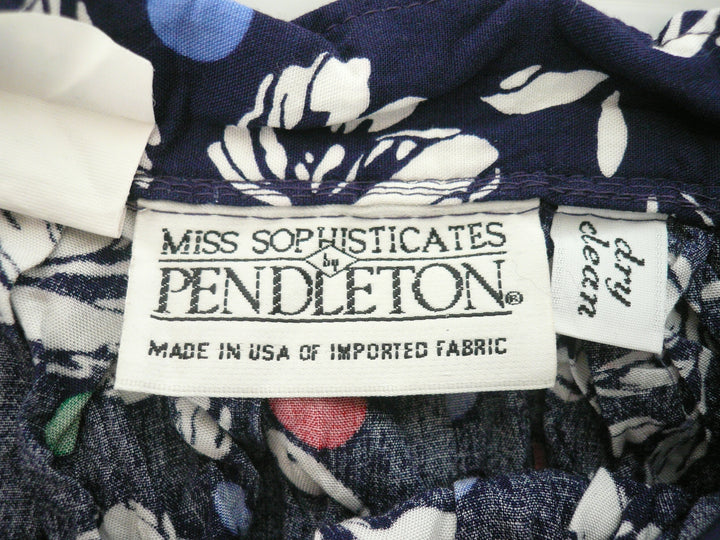 MISS SOPHISTICATES
by
PENDLETON®
MADE IN USA OF IMPORTED FABRIC
dry
clean